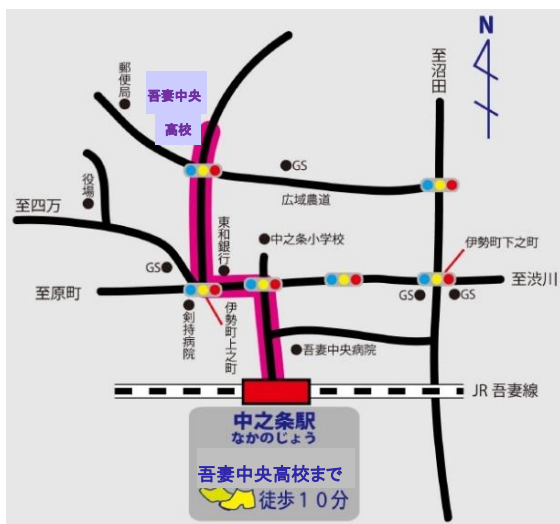 N
至沼田
郵便局
吾妻中央
高校
GS
広域農道
役場
至四万
東和銀行
中之条小学校
伊勢町下之町
GS
至原町
至渋川
GS
GS
剣持病院
伊勢町上之町
吾妻中央病院
JR 吾妻線
中之条駅
なかのじょう
吾妻中央高校まで
徒歩10分